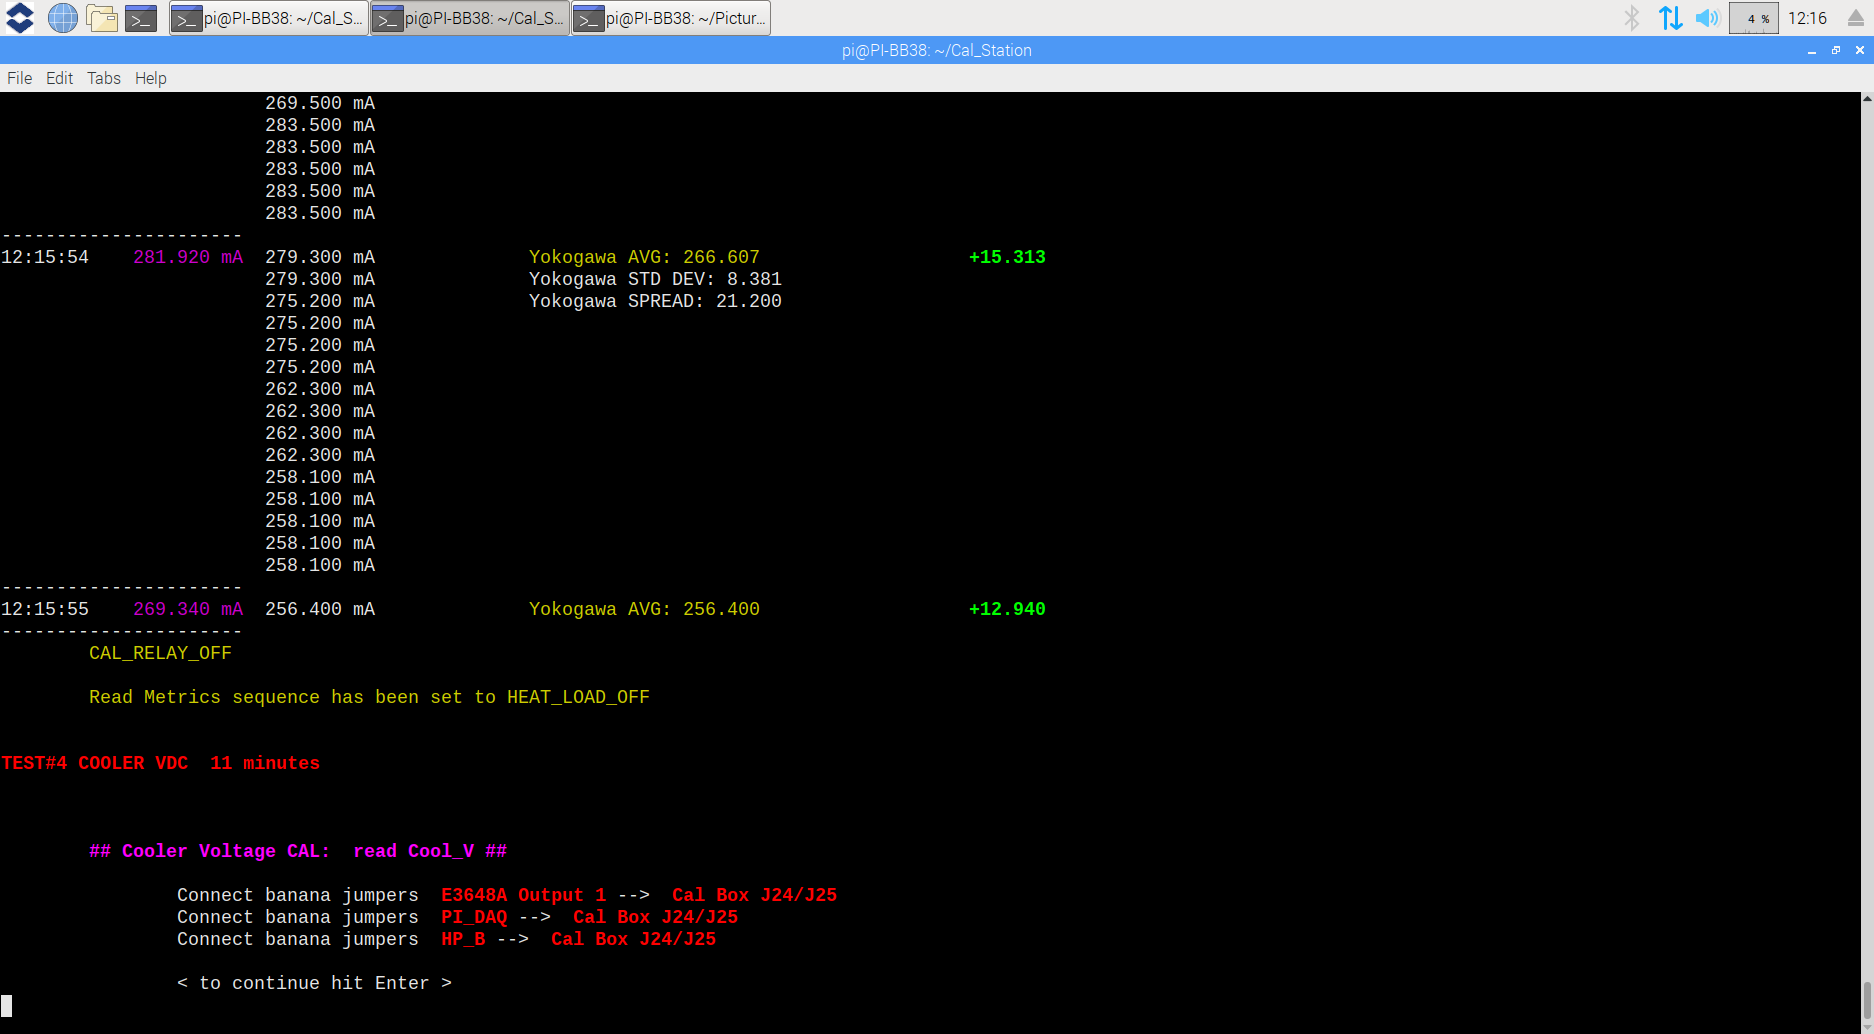 pi@PI-BB38: ~/Cal_S... pi@PI-BB38: ~/Cal_S... pi@PI-BB38: ~/Pictur... 4 % 12:16
pi@PI-BB38: ~/Cal_Station
File Edit Tabs Help
269.500 mA
283.500 mA
283.500 mA
283.500 mA
283.500 mA
283.500 mA
----------------------
12:15:54 281.920 mA 279.300 mA Yokogawa AVG: 266.607 +15.313
279.300 mA Yokogawa STD DEV: 8.381
275.200 mA Yokogawa SPREAD: 21.200
275.200 mA
275.200 mA
275.200 mA
262.300 mA
262.300 mA
262.300 mA
262.300 mA
258.100 mA
258.100 mA
258.100 mA
258.100 mA
258.100 mA
----------------------
12:15:55 269.340 mA 256.400 mA Yokogawa AVG: 256.400 +12.940
----------------------
CAL_RELAY_OFF
Read Metrics sequence has been set to HEAT_LOAD_OFF
TEST#4 COOLER VDC 11 minutes
## Cooler Voltage CAL: read Cool_V ##
Connect banana jumpers E3648A Output 1 --> Cal Box J24/J25
Connect banana jumpers PI_DAQ --> Cal Box J24/J25
Connect banana jumpers HP_B --> Cal Box J24/J25
< to continue hit Enter >